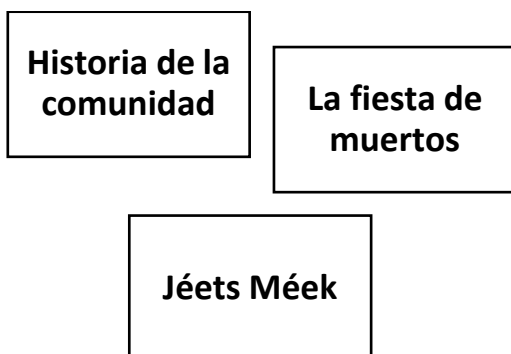 Historia de la
comunidad
La fiesta de
muertos
Jéets Méek